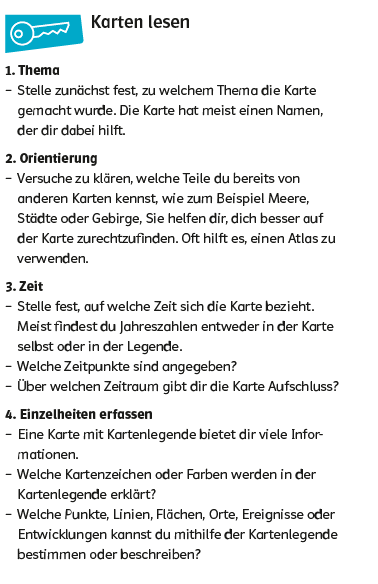 Karten lesen
1. Thema
– Stelle zunächst fest, zu welchem Thema die Karte
gemacht wurde. Die Karte hat meist einen Namen,
der dir dabei hilft.
2. Orientierung
– Versuche zu klären, welche Teile du bereits von
anderen Karten kennst, wie zum Beispiel Meere,
Städte oder Gebirge, Sie helfen dir, dich besser auf
der Karte zurechtzufinden. Oft hilft es, einen Atlas zu
verwenden.
3. Zeit
– Stelle fest, auf welche Zeit sich die Karte bezieht.
Meist findest du Jahreszahlen entweder in der Karte
selbst oder in der Legende.
– Welche Zeitpunkte sind angegeben?
– Über welchen Zeitraum gibt dir die Karte Aufschluss?
4. Einzelheiten erfassen
– Eine Karte mit Kartenlegende bietet dir viele Infor-
mationen.
– Welche Kartenzeichen oder Farben werden in der
Kartenlegende erklärt?
– Welche Punkte, Linien, Flächen, Orte, Ereignisse oder
Entwicklungen kannst du mithilfe der Kartenlegende
bestimmen oder beschreiben?